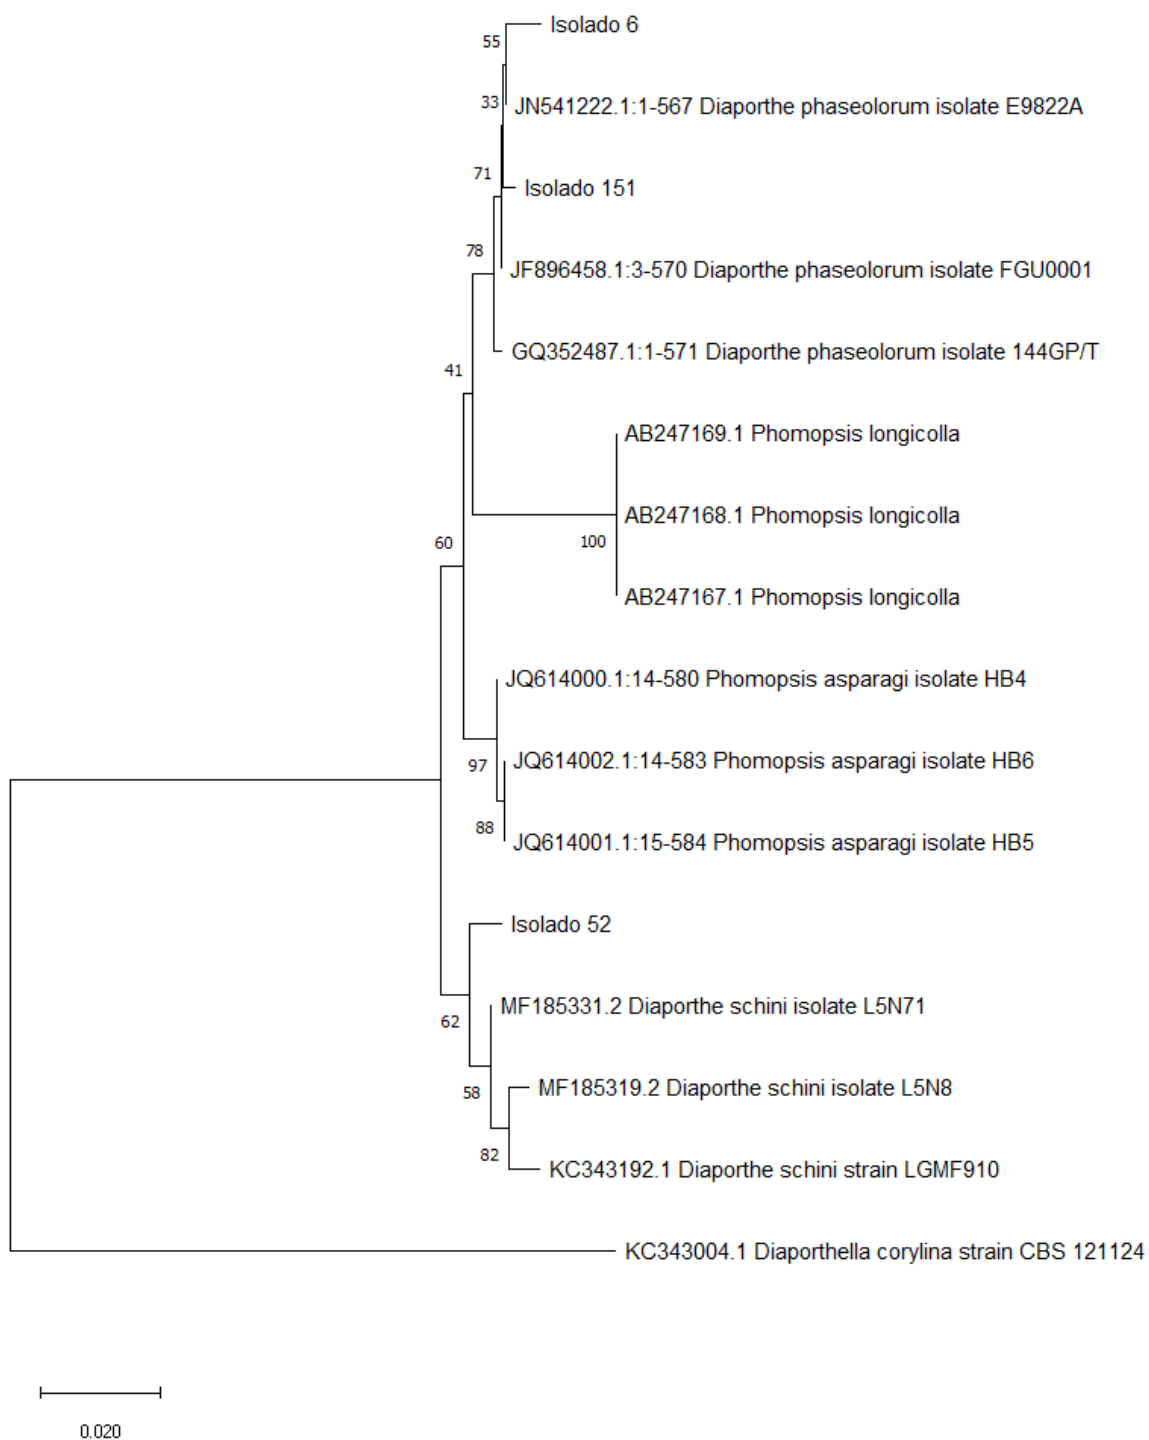 Isolado 6
55
33
JN541222.1:1-567 Diaporthe phaseolorum isolate E9822A
71
Isolado 151
78
JF896458.1:3-570 Diaporthe phaseolorum isolate FGU0001
GQ352487.1:1-571 Diaporthe phaseolorum isolate 144GP/T
41
AB247169.1 Phomopsis longicolla
AB247168.1 Phomopsis longicolla
60
100
AB247167.1 Phomopsis longicolla
JQ614000.1:14-580 Phomopsis asparagi isolate HB4
97
JQ614002.1:14-583 Phomopsis asparagi isolate HB6
88
JQ614001.1:15-584 Phomopsis asparagi isolate HB5
Isolado 52
MF185331.2 Diaporthe schini isolate L5N71
62
58
MF185319.2 Diaporthe schini isolate L5N8
82
KC343192.1 Diaporthe schini strain LGMF910
KC343004.1 Diaporthella corylina strain CBS 121124
0.020